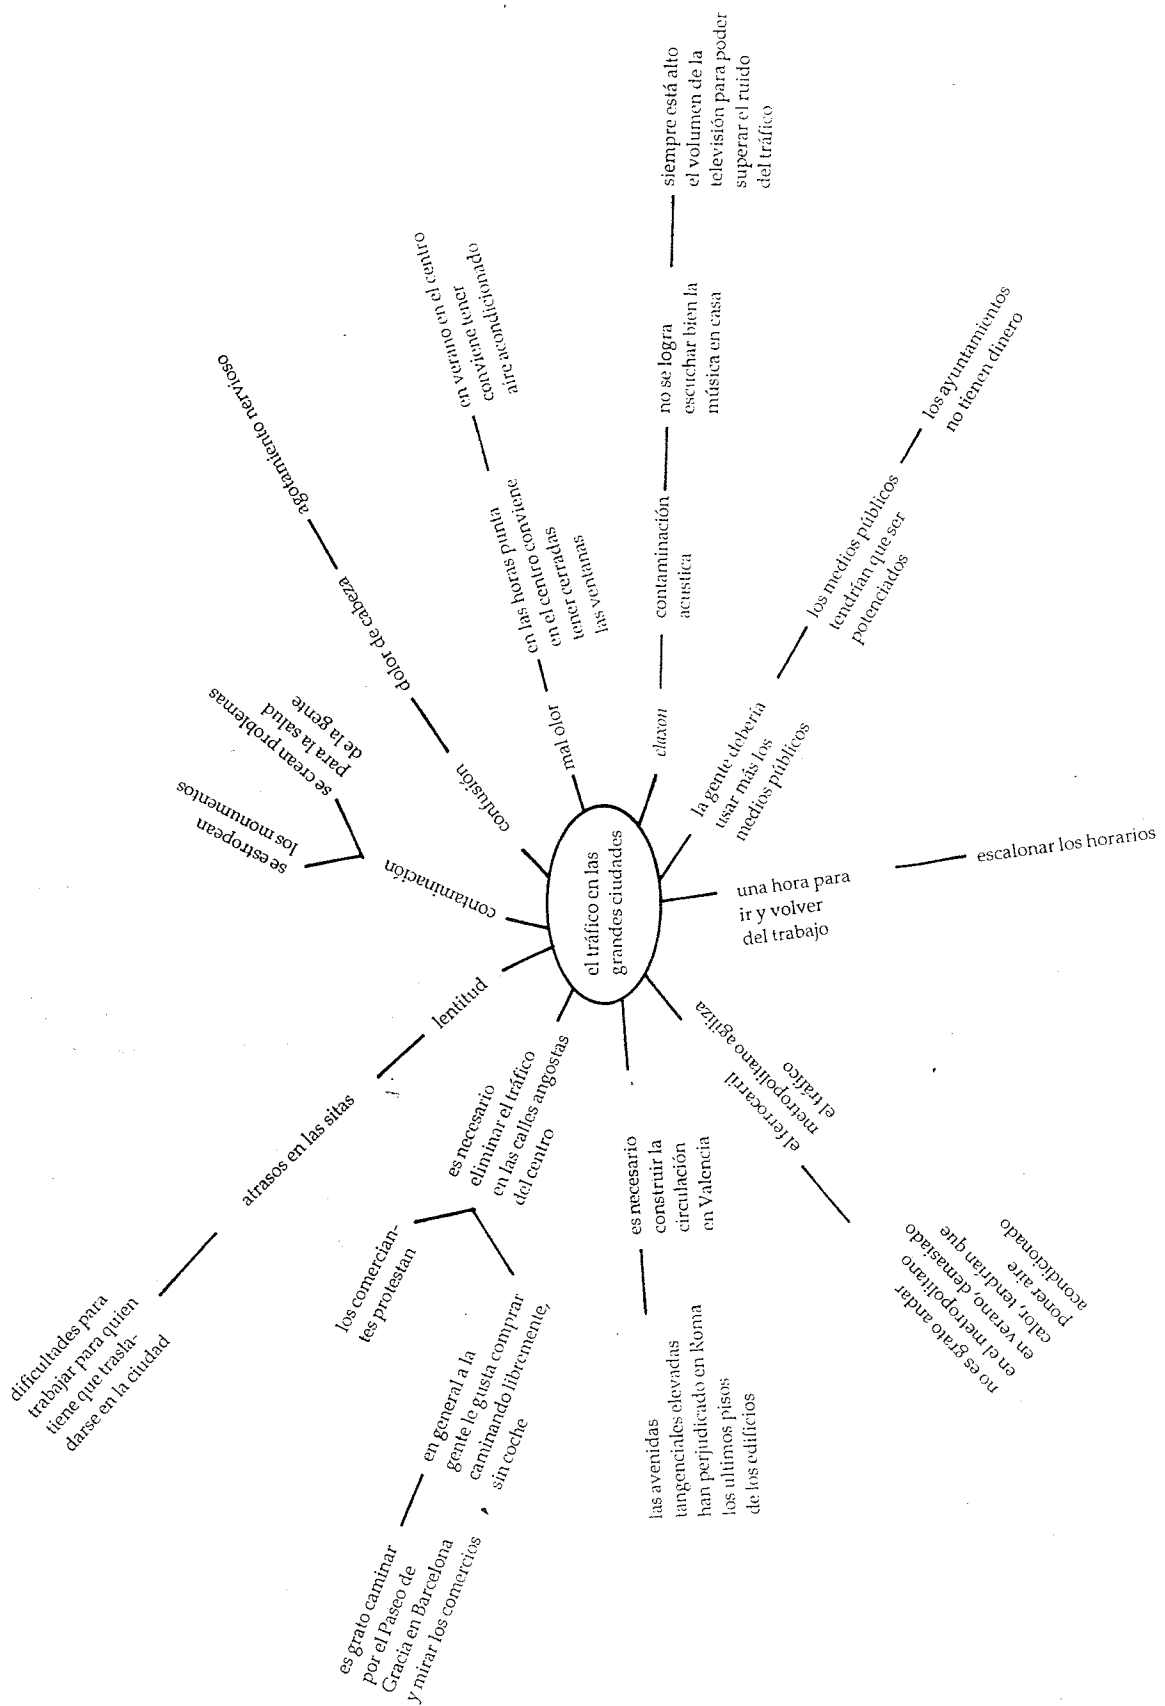 el tráfico en las
grandes ciudades
mal olor
en las horas punta
en el centro conviene
tener cerradas
las ventanas
en verano en el centro
conviene tener
aire acondicionado
claxon
contaminación
acustica
no se logra
escuchar bien la
música en casa
siempre está alto
el volumen de la
televisión para poder
superar el ruido
del tráfico
la gente debería
usar más los
medios públicos
los medios públicos
tendrían que ser
potenciados
los ayuntamientos
no tienen dinero
una hora para
ir y volver
del trabajo
escalonar los horarios
el ferrocarril
metropolitano agiliza
el tráfico
no es grato andar
en el metropolitano
en verano, demasiado
calor, tendrían que
poner aire
acondicionado
es necesario
construir la
circulación
en Valencia
las avenidas
tangenciales elevadas
han perjudicado en Roma
los ultimos pisos
de los edificios
es necesario
eliminar el tráfico
en las calles angostas
del centro
los comercian-
tes protestan
en general a la
gente le gusta comprar
caminando libremente,
sin coche
es grato caminar
por el Paseo de
Gracia en Barcelona
y mirar los comercios
lentitud
atrasos en las sitas
dificultades para
trabajar para quien
tiene que trasla-
darse en la ciudad
contaminación
se estropean
los monumentos
se crean problemas
para la salud
de la gente
confusión
dolor de cabeza
agotamiento nervioso